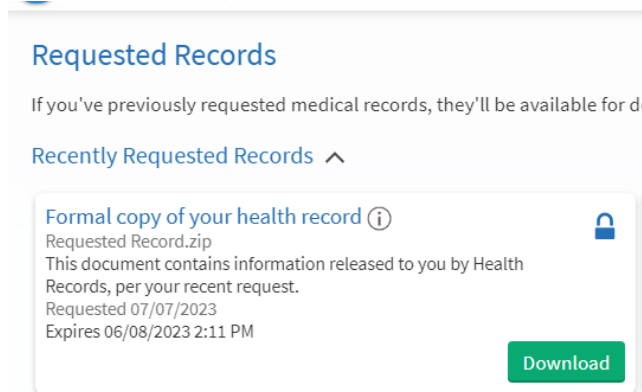 Requested Records
If you've previously requested medical records, they'll be available for
Recently Requested Records
Formal copy of your health record
Requested Record.zip
This document contains information released to you by Health
Records, per your recent request.
Requested 07/07/2023
Expires 06/08/2023 2:11 PM
Download